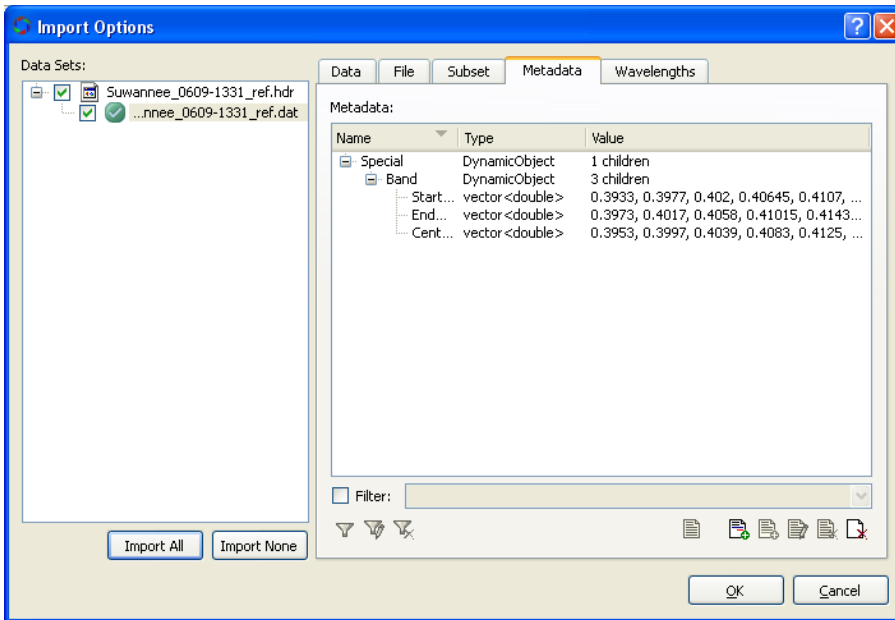 Import Options
Data Sets:
Suwannee_0609-1331_ref.hdr
...nnee_0609-1331_ref.dat
Import All Import None
Data File Subset Metadata Wavelengths
Metadata:
Name Type Value
Special DynamicObject 1 children
Band DynamicObject 3 children
Start... vector<double> 0.3933, 0.3977, 0.402, 0.40645, 0.4107, ...
End... vector<double> 0.3973, 0.4017, 0.4058, 0.41015, 0.4143...
Cent... vector<double> 0.3953, 0.3997, 0.4039, 0.4083, 0.4125, ...
Filter:
OK Cancel